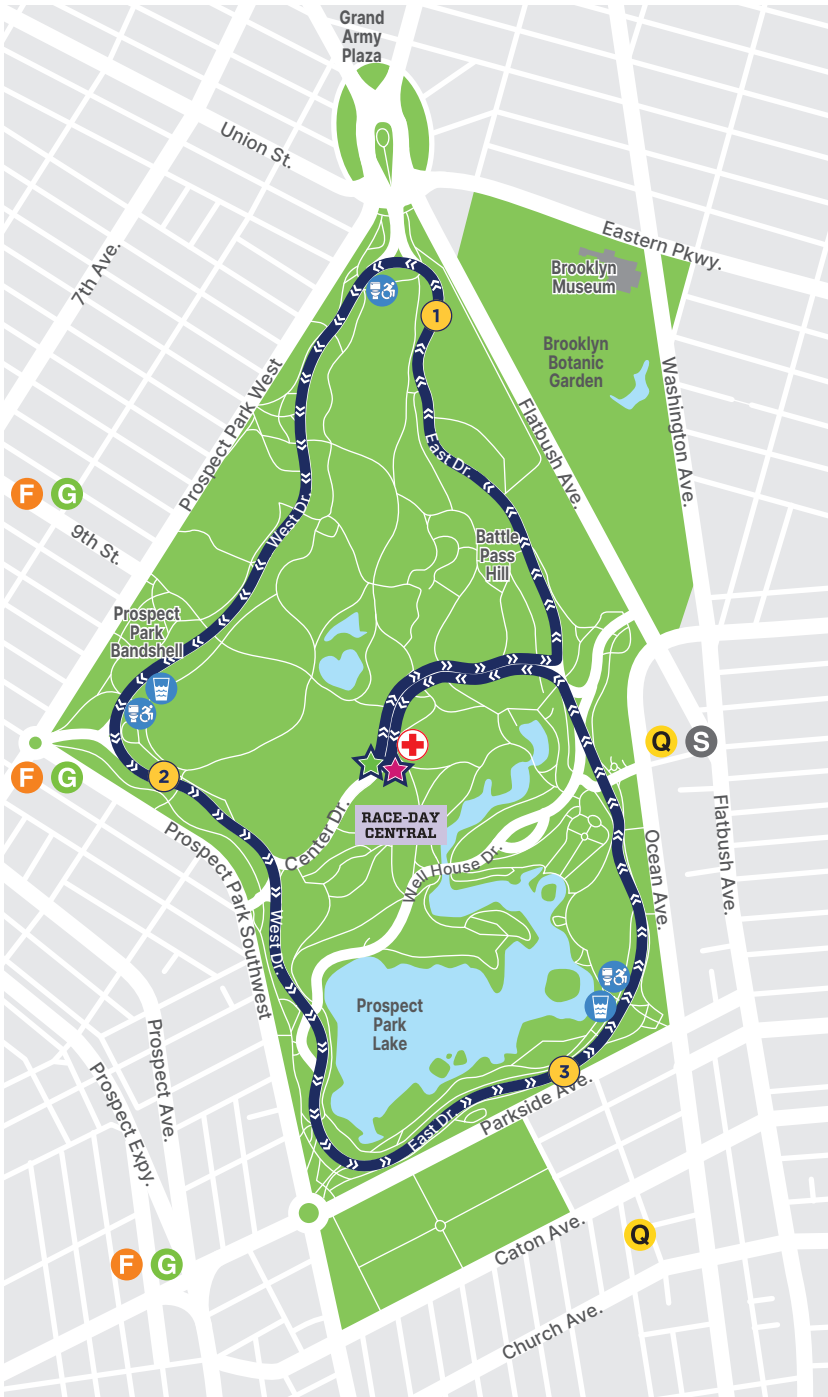 Grand
Army
Plaza
Union St.
7th Ave.
Eastern Pkwy.
Brooklyn
Museum
1
Brooklyn
Botanic
Garden
Prospect Park West
Washington Ave.
Flatbush Ave.
East Dr.
F G
West Dr.
9th St.
Battle
Pass
Hill
Prospect
Park
Bandshell
Q S
F G
2
RACE-DAY
CENTRAL
Center Dr.
Flatbush Ave.
Ocean Ave.
Prospect Park Southwest
Well House Dr.
West Dr.
Prospect
Park
Lake
3
Prospect Ave.
Prospect Expy.
East Dr.
Parkside Ave.
Caton Ave.
Q
F G
Church Ave.